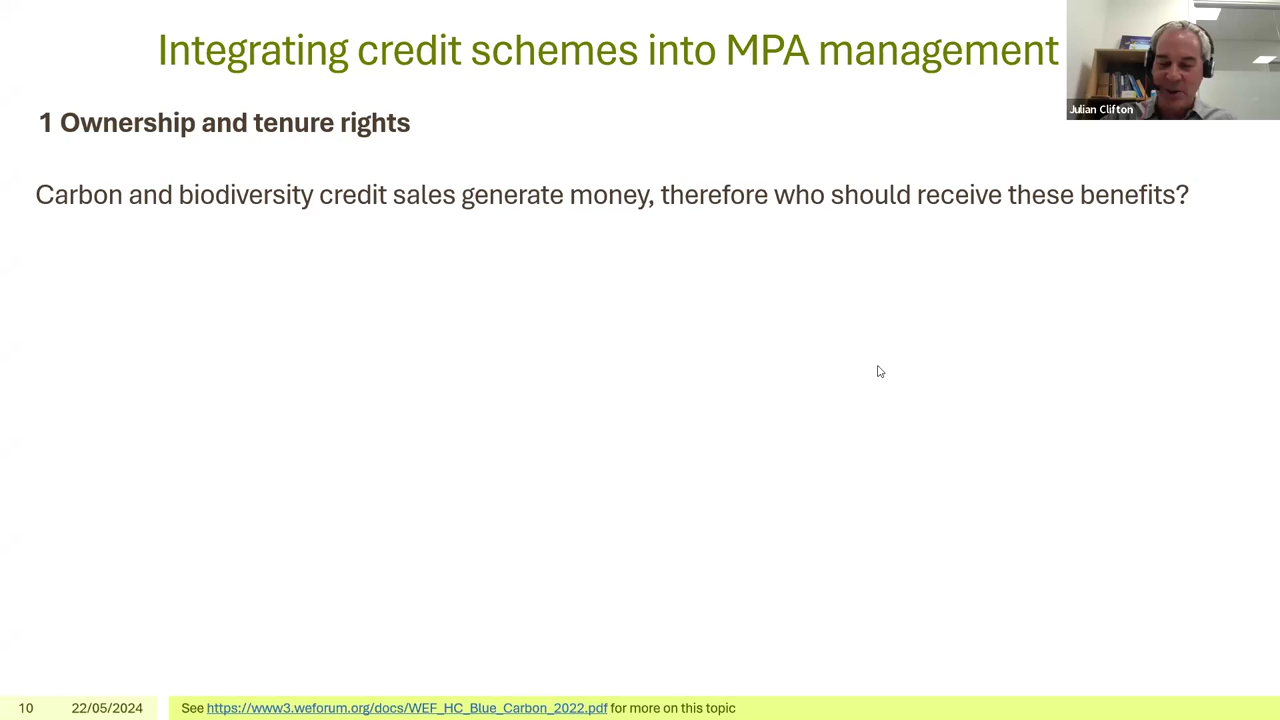 Integrating credit schemes into MPA management
Julian Clifton
1 Ownership and tenure rights
Carbon and biodiversity credit sales generate money, therefore who should receive these benefits?
10 22/05/2024 See https://www3.weforum.org/docs/WEF_HC_Blue_Carbon_2022.pdf for more on this topic